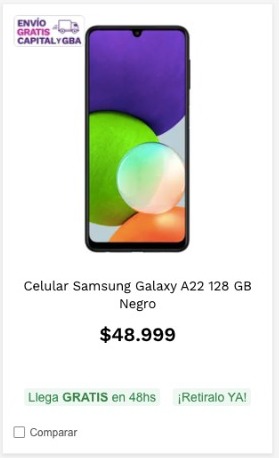 ENVÍO
GRATIS
CAPITAL Y GBA
Celular Samsung Galaxy A22 128 GB
Negro
$48.999
Llega GRATIS en 48hs ¡Retiralo YA!
Comparar